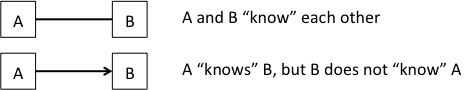 A B A and B “know” each other
A B A “knows” B, but B does not “know” A